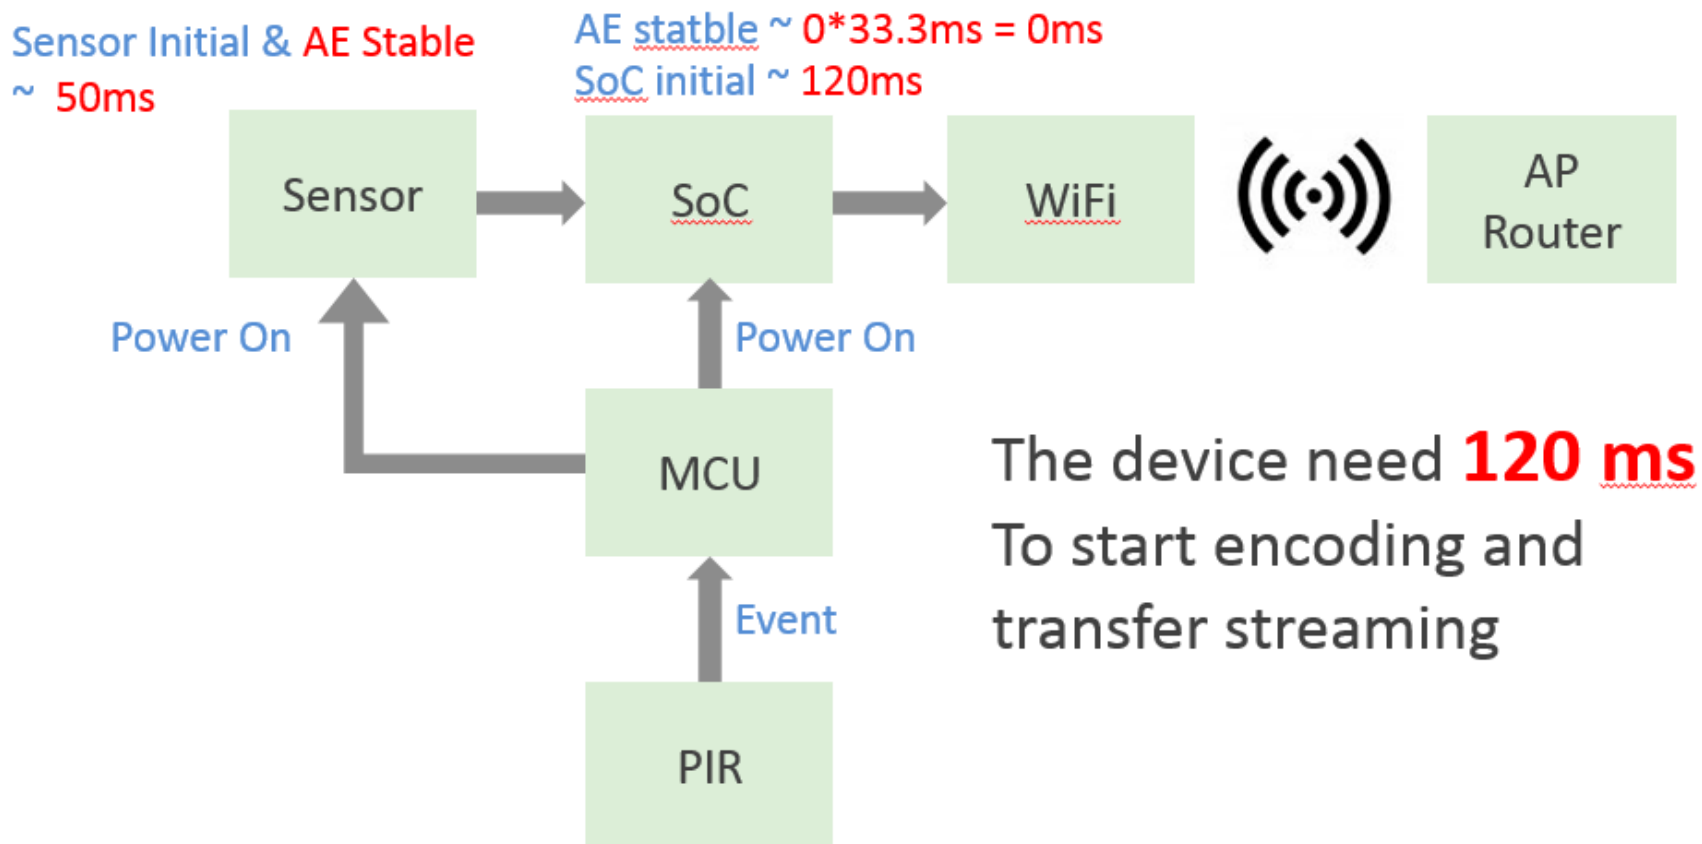 Sensor Initial & AE Stable
~ 50ms
AE statble ~ 0*33.3ms = 0ms
SoC initial ~ 120ms
Sensor
SoC
WiFi
AP
Router
Power On
Power On
MCU
The device need 120 ms
To start encoding and
transfer streaming
Event
PIR